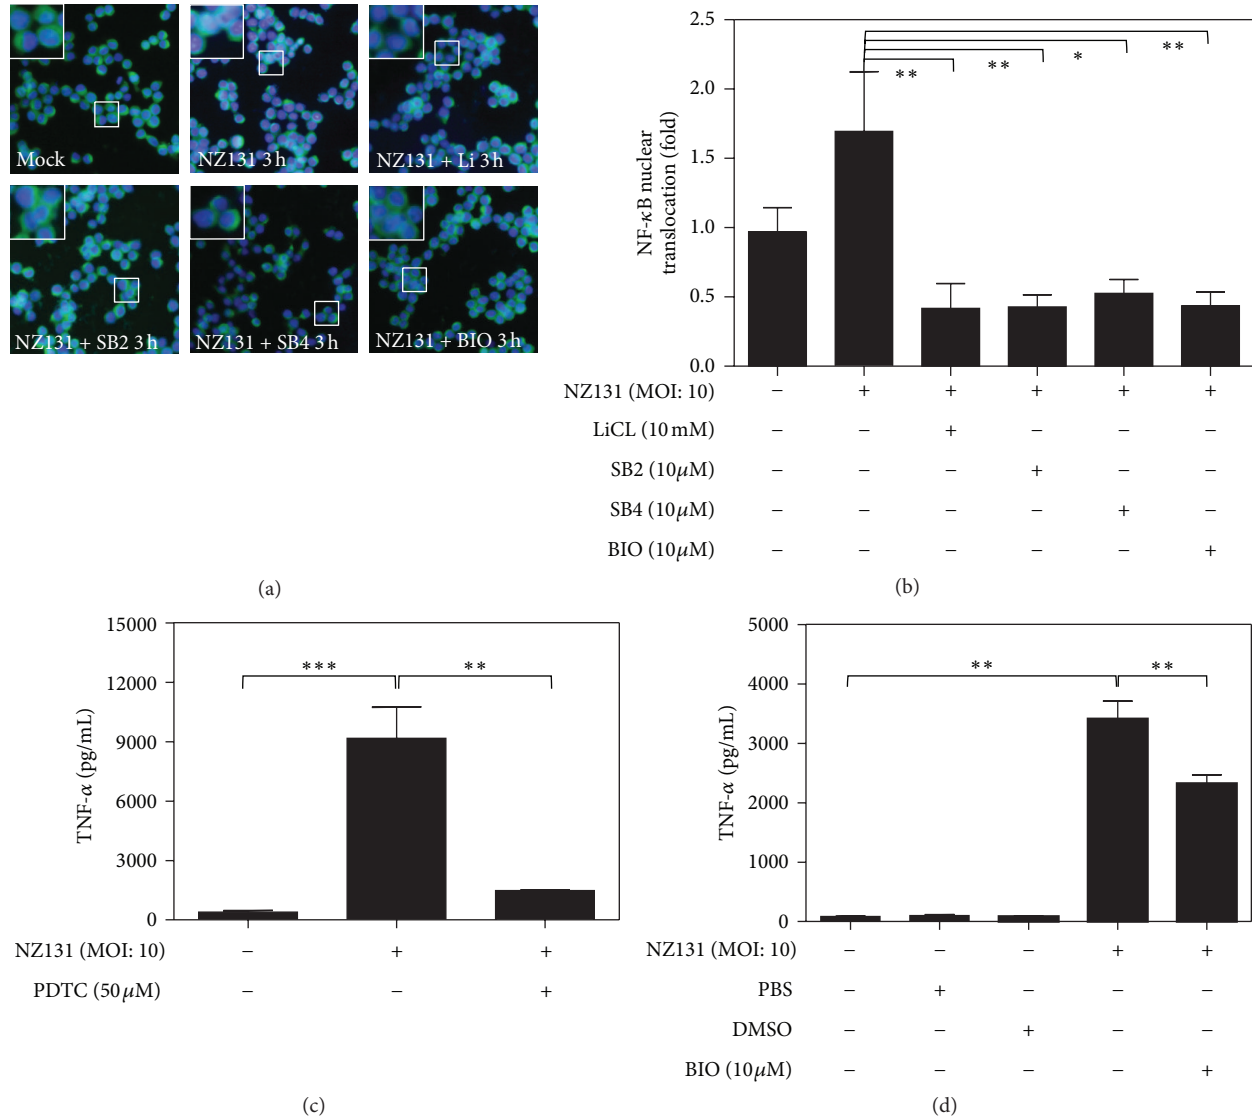 Mock
NZ131 3 h
NZ131 + Li 3 h
NZ131 + SB2 3 h
NZ131 + SB4 3 h
NZ131 + BIO 3 h
(a)
NF-κB nuclear
translocation (fold)
2.5
2.0
1.5
1.0
0.5
0.0
** ** * **
NZ131 (MOI: 10) − + + + + +
LiCL (10 mM) − − + − − −
SB2 (10μM) − − − + − −
SB4 (10μM) − − − − + −
BIO (10μM) − − − − − +
(b)
TNF-α (pg/mL)
15000
12000
9000
6000
3000
0
*** **
NZ131 (MOI: 10) − + +
PDTC (50μM) − − +
(c)
TNF-α (pg/mL)
5000
4000
3000
2000
1000
0
** **
NZ131 (MOI: 10) − − − + +
PBS − + − − −
DMSO − − + − −
BIO (10μM) − − − − +
(d)